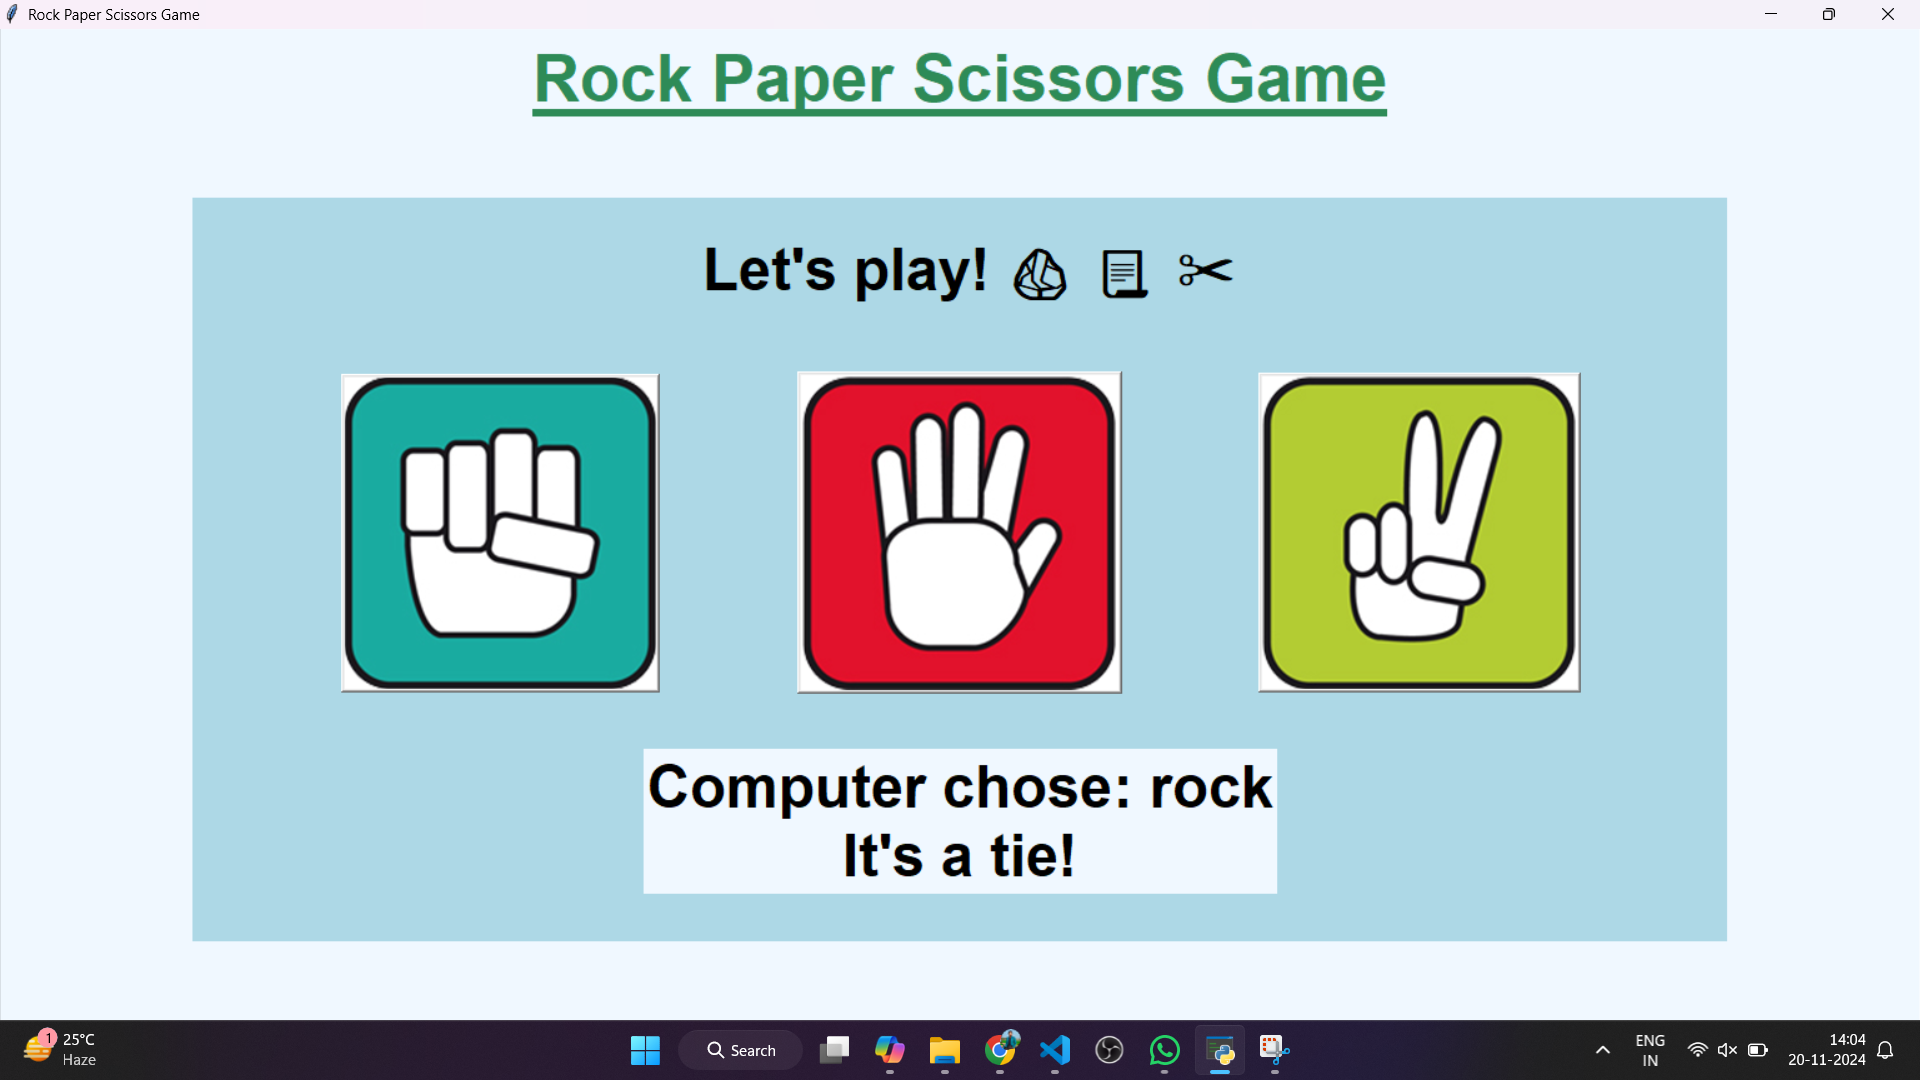 Rock Paper Scissors Game
Rock Paper Scissors Game
Let's play!
Computer chose: rock
It's a tie!
1
25°C
Haze
Search
ENG
IN
14:04
20-11-2024